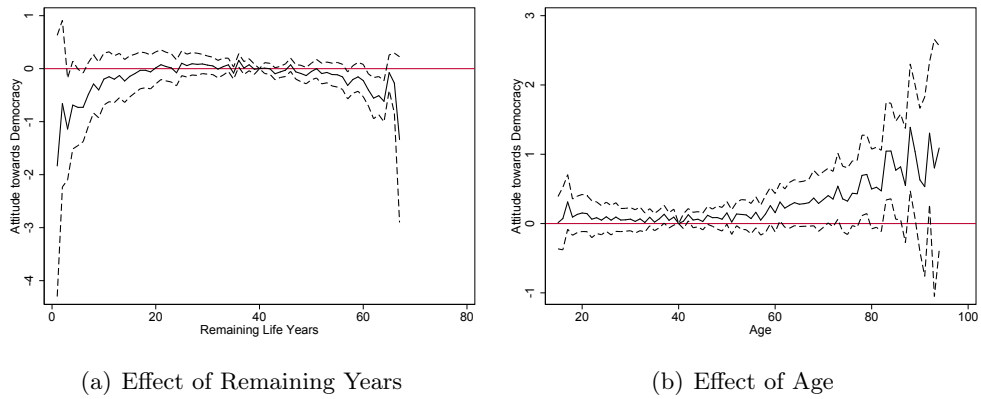 Attitude towards Democracy
1
0
-1
-2
-3
-4
0 20 40 60 80
Remaining Life Years
(a) Effect of Remaining Years
Attitude towards Democracy
3
2
1
0
-1
20 40 60 80 100
Age
(b) Effect of Age